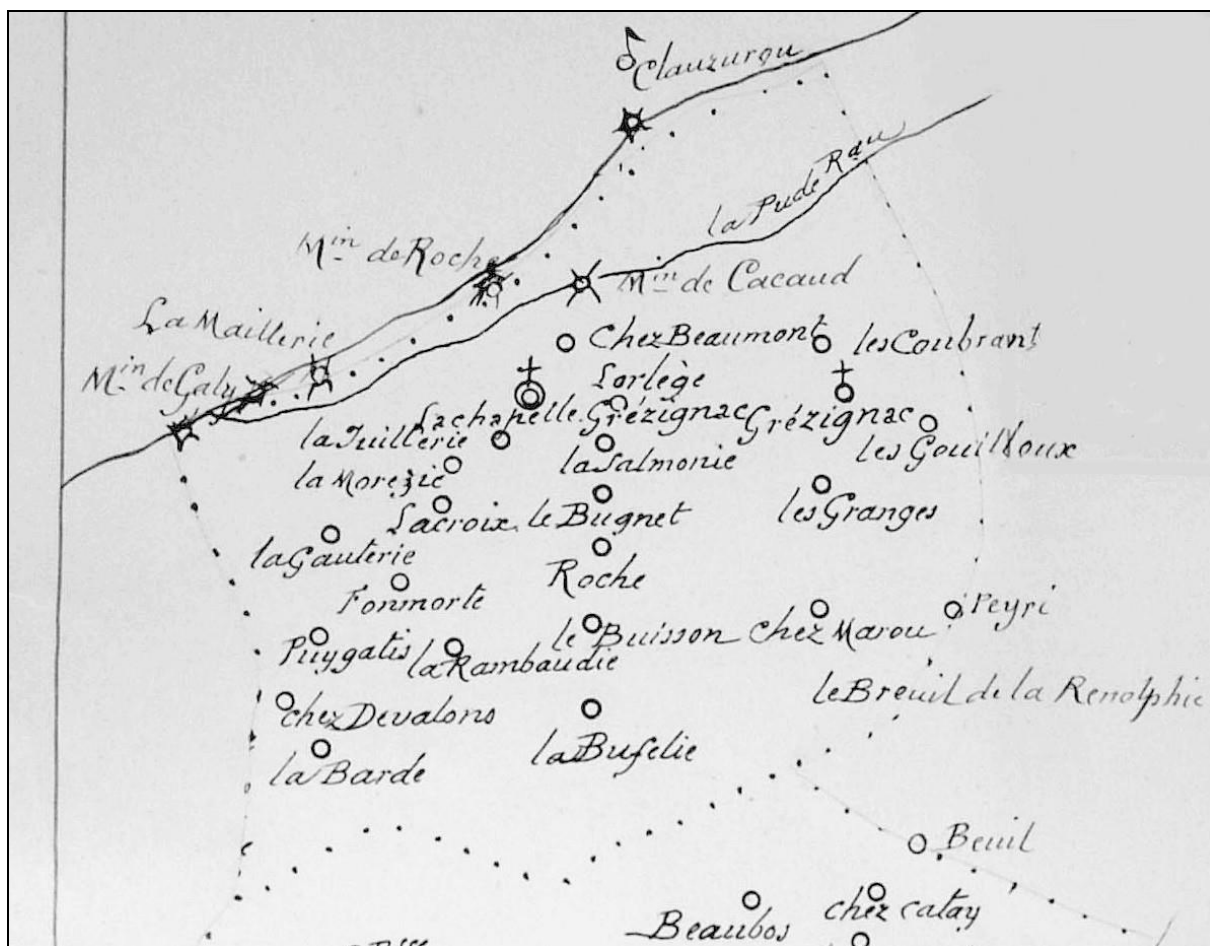 Clauzurou
la Pude Rau
Min de Roche
Min de Cacaud
La Maillerie
Chez Beaumont
les Coubrant
Min de Galy
Lorlège
Lachapelle Grézignac
Grézignac
la Tuillerie
les Gouilloux
la Salmonie
la Morezie
Lacroix
le Bugnet
les Granges
la Gauterie
Roche
Fonmorte
Peyri
le Buisson
chez Marou
Puygatis
la Rambaudie
le Breuil de la Renolphie
chez Devalons
la Bufelie
la Barde
Beuil
chez Catay
Beaubos